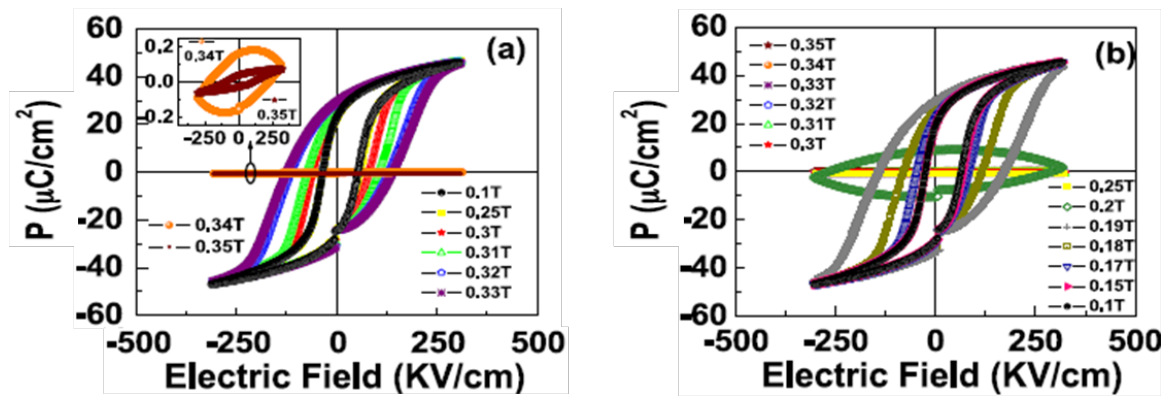 (a)
P (μC/cm²)
60
40
20
0
-20
-40
-60
-500
-250
0
250
500
Electric Field (KV/cm)
0.34T
0.2
0.0
0.2
-250
0
250
0.35T
0.34T
0.35T
0.1T
0.25T
0.3T
0.31T
0.32T
0.33T
(b)
P (μC/cm²)
60
40
20
0
-20
-40
-60
-500
-250
0
250
500
Electric Field (KV/cm)
0.35T
0.34T
0.33T
0.32T
0.31T
0.3T
0.25T
0.2T
0.19T
0.18T
0.17T
0.15T
0.1T